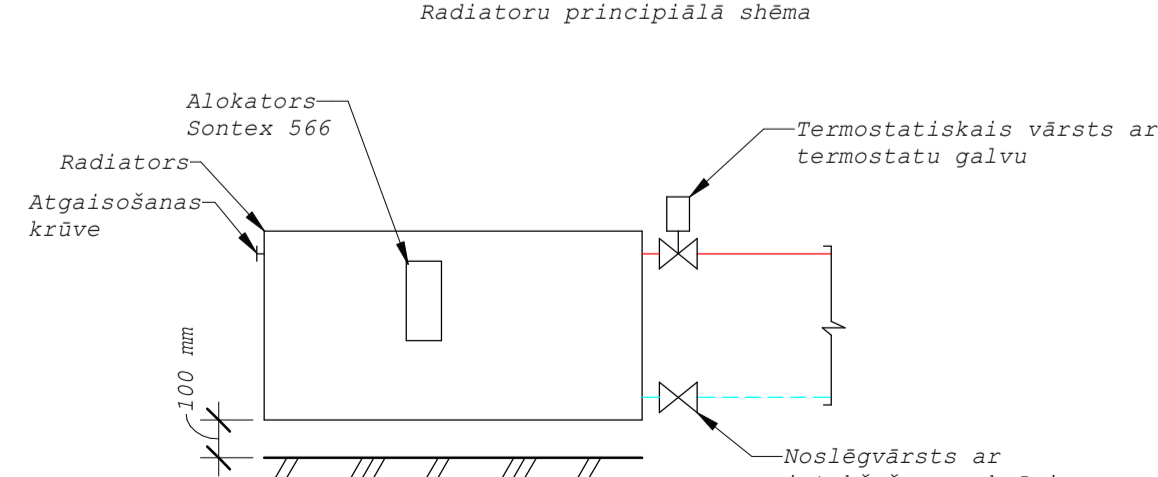 Radiatoru principiālā shēma
Alokators
Sontex 566
Termostatiskais vārsts ar
termostatu galvu
Radiators
Atgaisošanas
krūve
100 mm
Noslēgvārsts ar